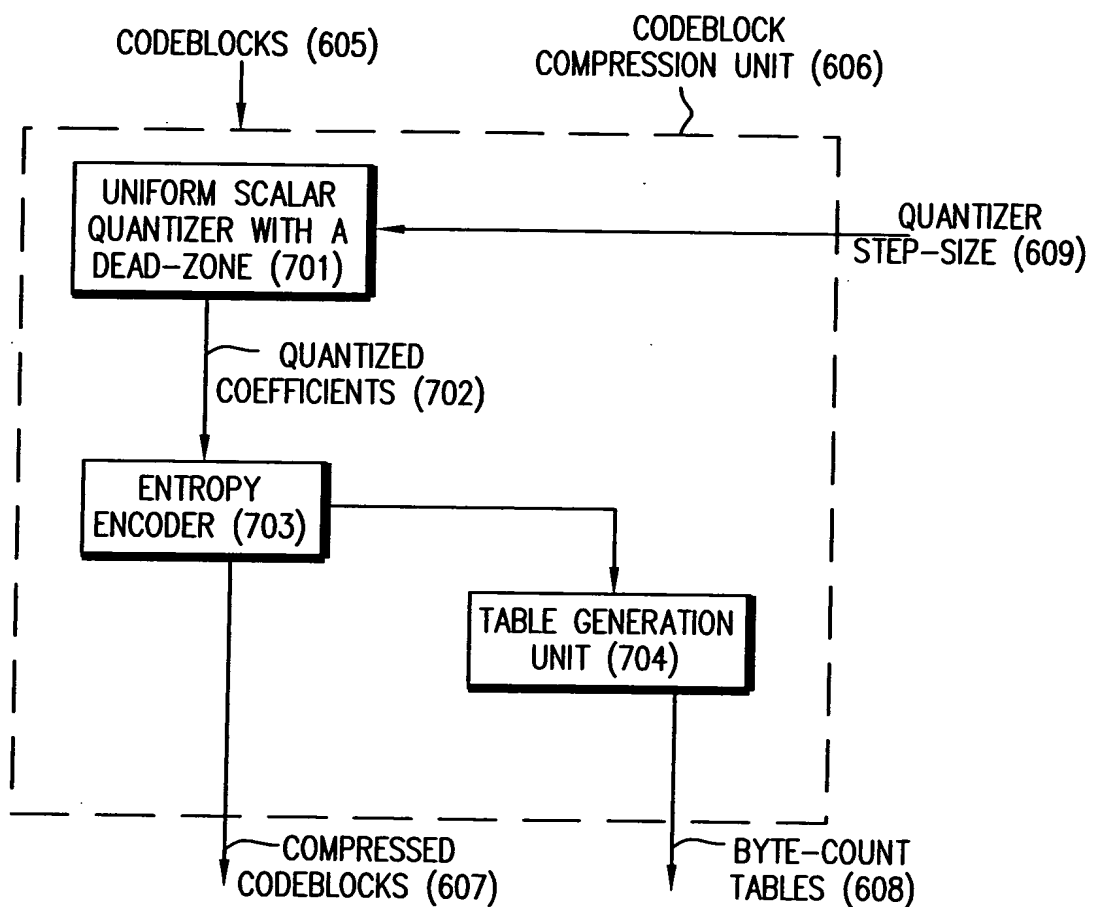 CODEBLOCKS (605)
CODEBLOCK
COMPRESSION UNIT (606)
UNIFORM SCALAR
QUANTIZER WITH A
DEAD-ZONE (701)
QUANTIZER
STEP-SIZE (609)
QUANTIZED
COEFFICIENTS (702)
ENTROPY
ENCODER (703)
TABLE GENERATION
UNIT (704)
COMPRESSED
CODEBLOCKS (607)
BYTE-COUNT
TABLES (608)